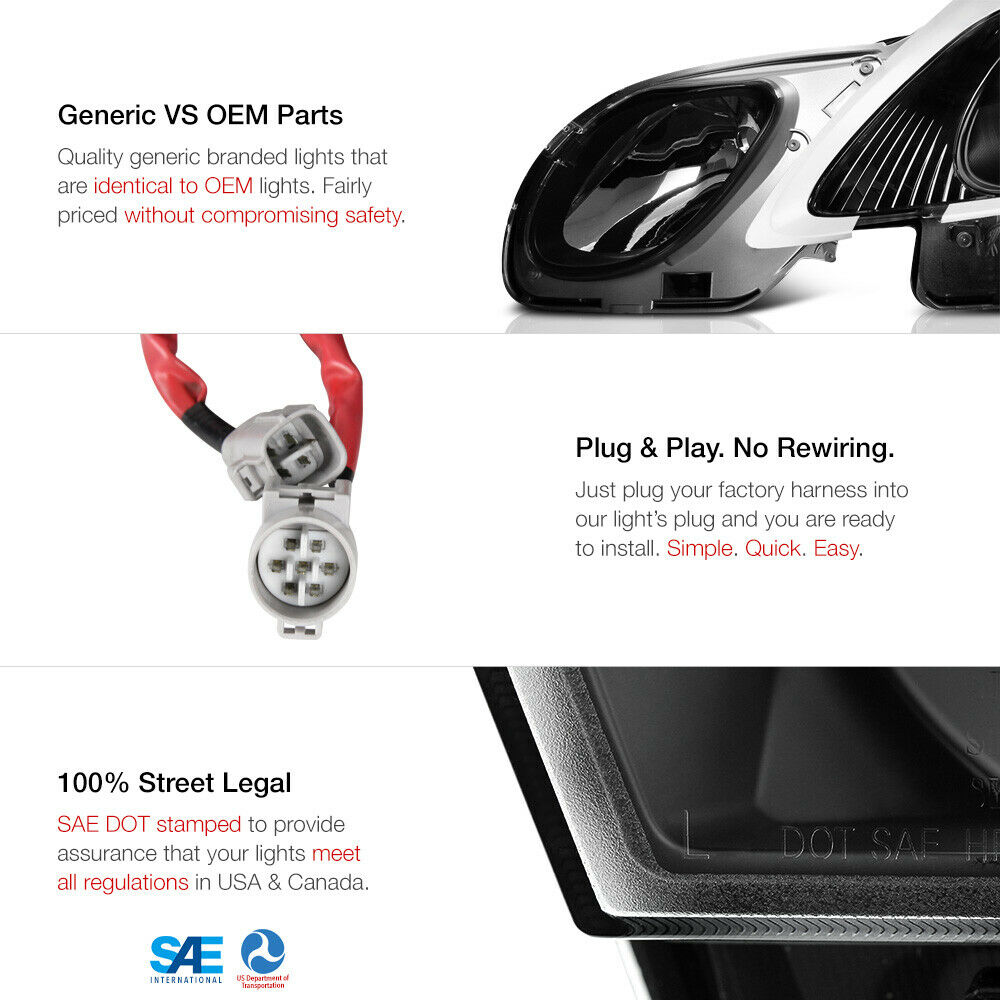 Generic VS OEM Parts
Quality generic branded lights that
are identical to OEM lights. Fairly
priced without compromising safety.
Plug & Play. No Rewiring.
Just plug your factory harness into
our light's plug and you are ready
to install. Simple. Quick. Easy.
100% Street Legal
SAE DOT stamped to provide
assurance that your lights meet
all regulations in USA & Canada.
SAE
INTERNATIONAL
US Department of
Transportation
L DOT SAE